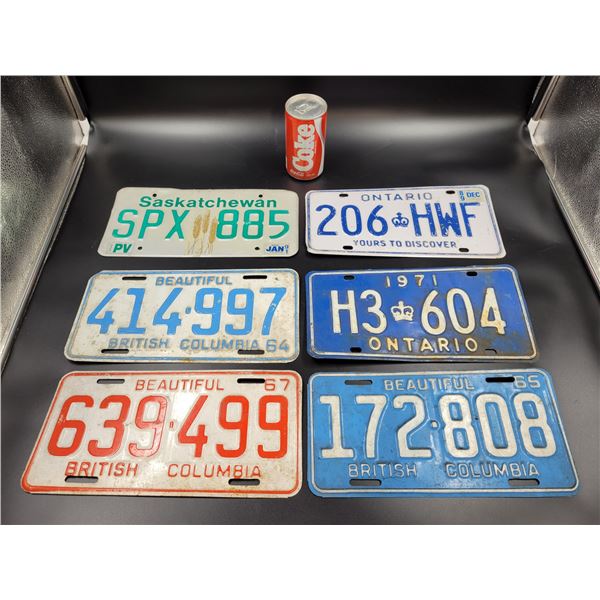 Coke
Saskatchewan
SPX 885
PV JAN
ONTARIO DEC
206 HWF
YOURS TO DISCOVER
BEAUTIFUL
414-997
BRITISH COLUMBIA 64
1971
H3 604
ONTARIO
BEAUTIFUL 67
639-499
BRITISH COLUMBIA
BEAUTIFUL 65
172-808
BRITISH COLUMBIA